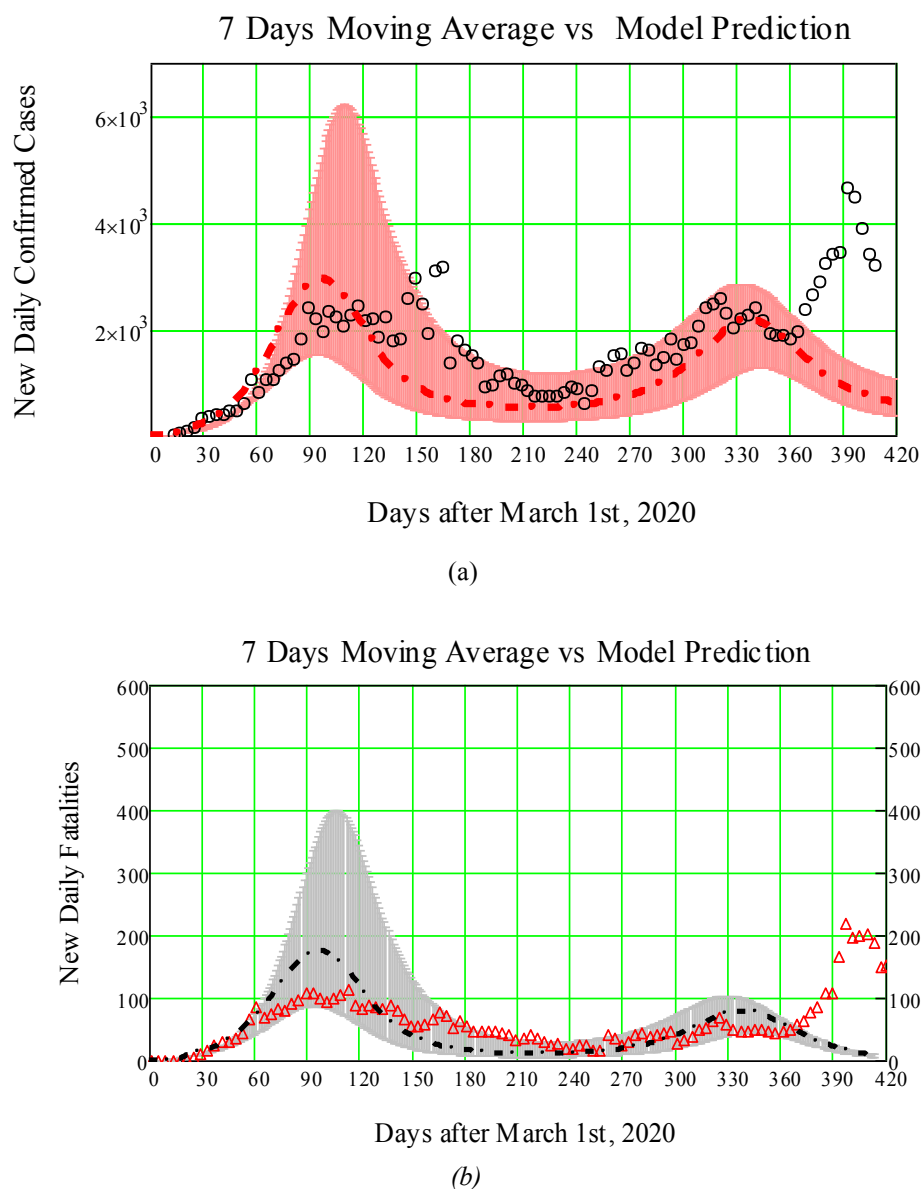 7 Days Moving Average vs Model Prediction
New Daily Confirmed Cases
6×10³
4×10³
2×10³
0 30 60 90 120 150 180 210 240 270 300 330 360 390 420
Days after March 1st, 2020
(a)
7 Days Moving Average vs Model Prediction
New Daily Fatalities
600 600
500 500
400 400
300 300
200 200
100 100
0 0
0 30 60 90 120 150 180 210 240 270 300 330 360 390 420
Days after March 1st, 2020
(b)